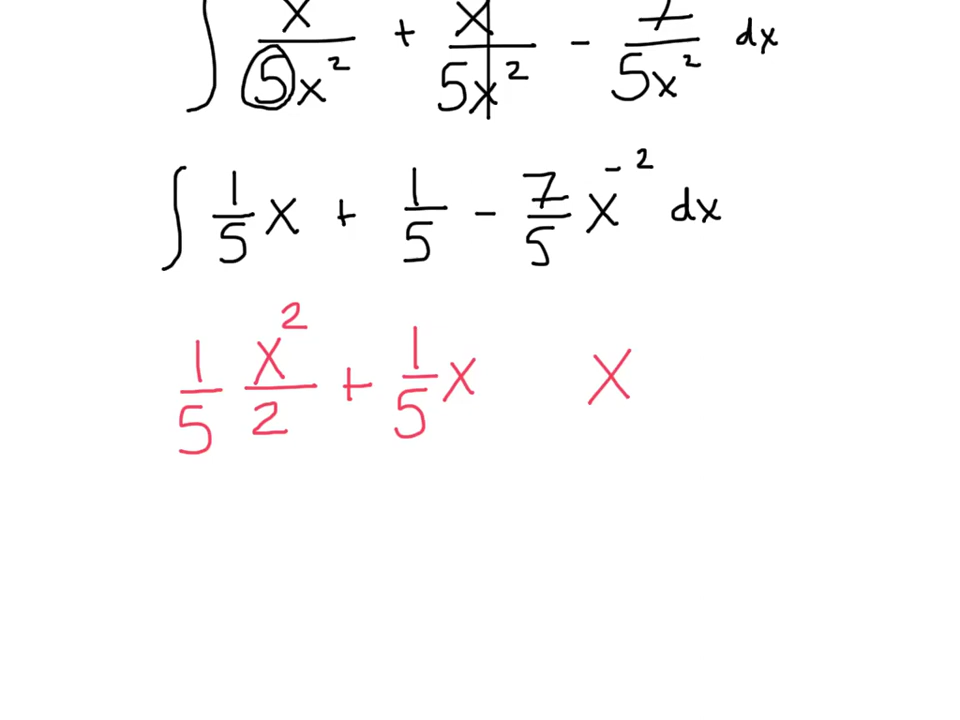 ∫ x/5x² + x/5x² − 7/5x² dx
∫ 1/5 x + 1/5 − 7/5 x⁻² dx
1/5 x²/2 + 1/5 x x